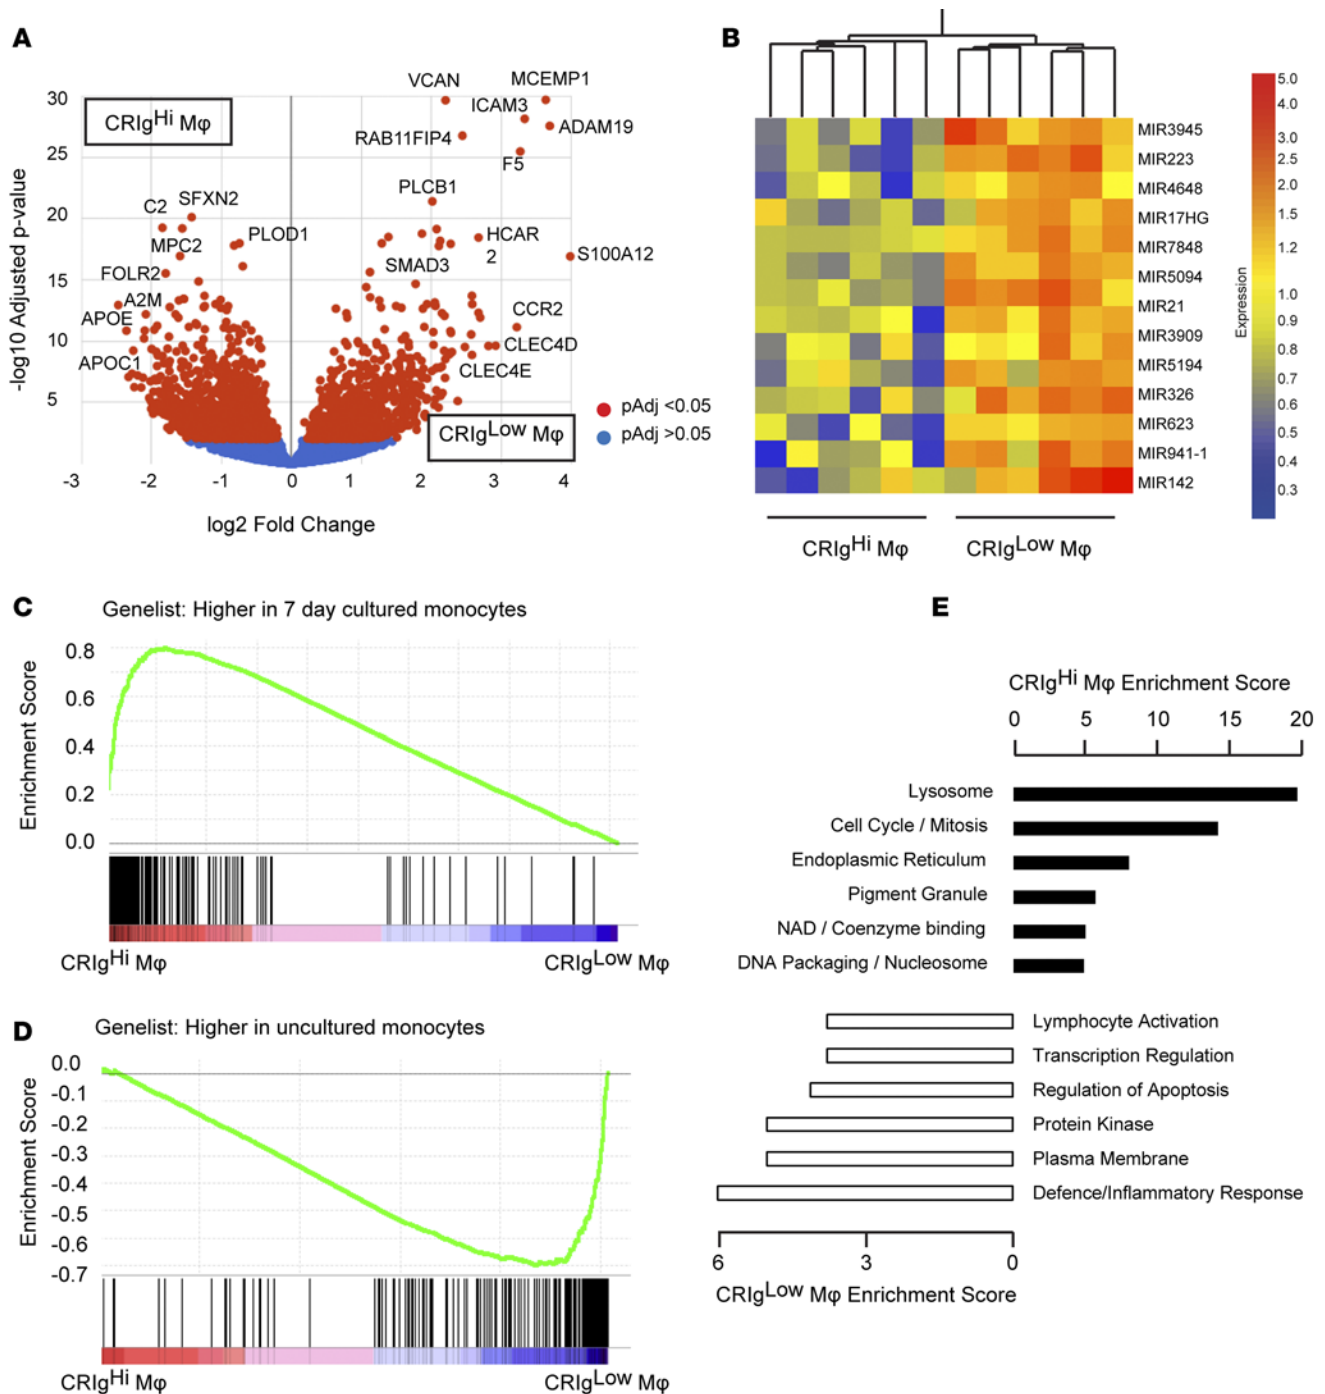 A
CRIgHi Mφ
-log10 Adjusted p-value
30
25
20
15
10
5
VCAN
MCEMP1
ICAM3
ADAM19
RAB11FIP4
F5
PLCB1
C2
SFXN2
MPC2
PLOD1
HCAR
2
S100A12
FOLR2
SMAD3
A2M
APOE
CCR2
CLEC4D
APOC1
CLEC4E
CRIgLow Mφ
pAdj <0.05
pAdj >0.05
-3 -2 -1 0 1 2 3 4
log2 Fold Change
B
MIR3945
MIR223
MIR4648
MIR17HG
MIR7848
MIR5094
MIR21
MIR3909
MIR5194
MIR326
MIR623
MIR941-1
MIR142
CRIgHi Mφ
CRIgLow Mφ
Expression
5.0
4.0
3.0
2.5
2.0
1.5
1.2
1.0
0.9
0.8
0.7
0.6
0.5
0.4
0.3
C
Genelist: Higher in 7 day cultured monocytes
Enrichment Score
0.8
0.6
0.4
0.2
0.0
CRIgHi Mφ
CRIgLow Mφ
D
Genelist: Higher in uncultured monocytes
Enrichment Score
0.0
-0.1
-0.2
-0.3
-0.4
-0.5
-0.6
-0.7
CRIgHi Mφ
CRIgLow Mφ
E
CRIgHi Mφ Enrichment Score
0 5 10 15 20
Lysosome
Cell Cycle / Mitosis
Endoplasmic Reticulum
Pigment Granule
NAD / Coenzyme binding
DNA Packaging / Nucleosome
Lymphocyte Activation
Transcription Regulation
Regulation of Apoptosis
Protein Kinase
Plasma Membrane
Defence/Inflammatory Response
6 3 0
CRIgLow Mφ Enrichment Score